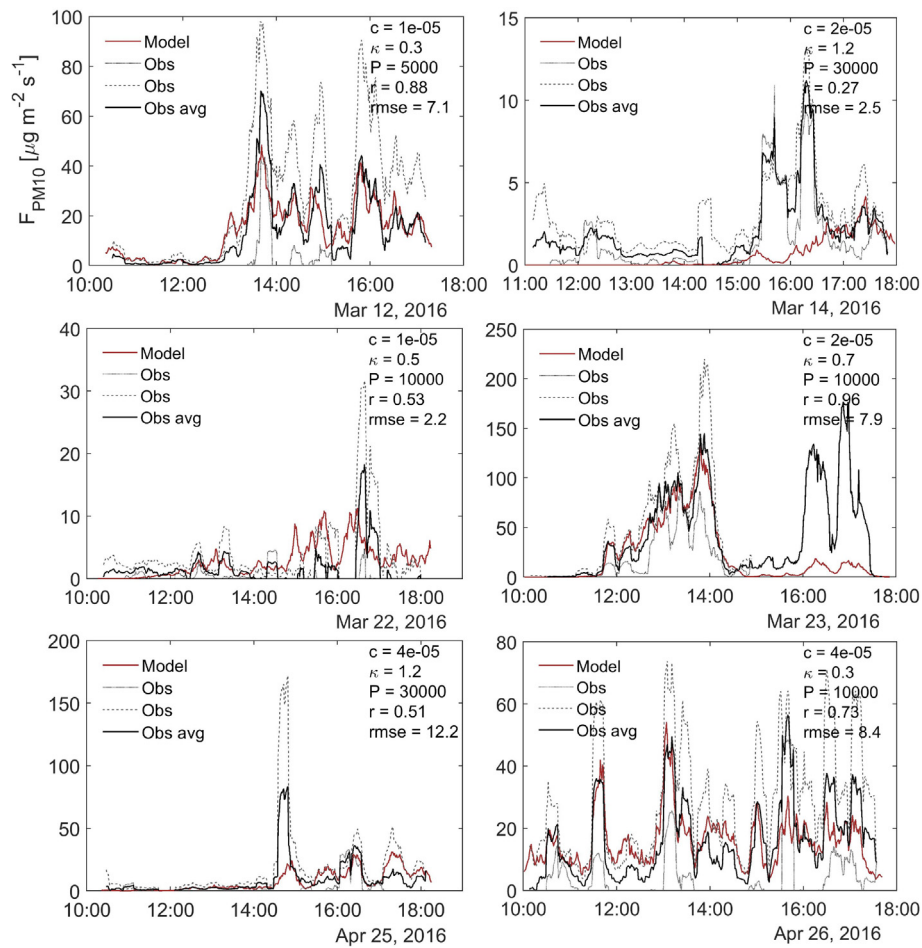 F_PM10 [μg m⁻² s⁻¹]
100
80
60
40
20
0
Model
Obs
Obs
Obs avg
c = 1e-05
κ = 0.3
P = 5000
r = 0.88
rmse = 7.1
10:00 12:00 14:00 16:00 18:00
Mar 12, 2016
15
10
5
0
Model
Obs
Obs
Obs avg
c = 2e-05
κ = 1.2
P = 30000
r = 0.27
rmse = 2.5
11:00 12:00 13:00 14:00 15:00 16:00 17:00 18:00
Mar 14, 2016
40
30
20
10
0
Model
Obs
Obs
Obs avg
c = 1e-05
κ = 0.5
P = 10000
r = 0.53
rmse = 2.2
10:00 12:00 14:00 16:00 18:00
Mar 22, 2016
250
200
150
100
50
0
Model
Obs
Obs
Obs avg
c = 2e-05
κ = 0.7
P = 10000
r = 0.96
rmse = 7.9
10:00 12:00 14:00 16:00 18:00
Mar 23, 2016
200
150
100
50
0
Model
Obs
Obs
Obs avg
c = 4e-05
κ = 1.2
P = 30000
r = 0.51
rmse = 12.2
10:00 12:00 14:00 16:00 18:00
Apr 25, 2016
80
60
40
20
0
Model
Obs
Obs
Obs avg
c = 4e-05
κ = 0.3
P = 10000
r = 0.73
rmse = 8.4
10:00 12:00 14:00 16:00 18:00
Apr 26, 2016